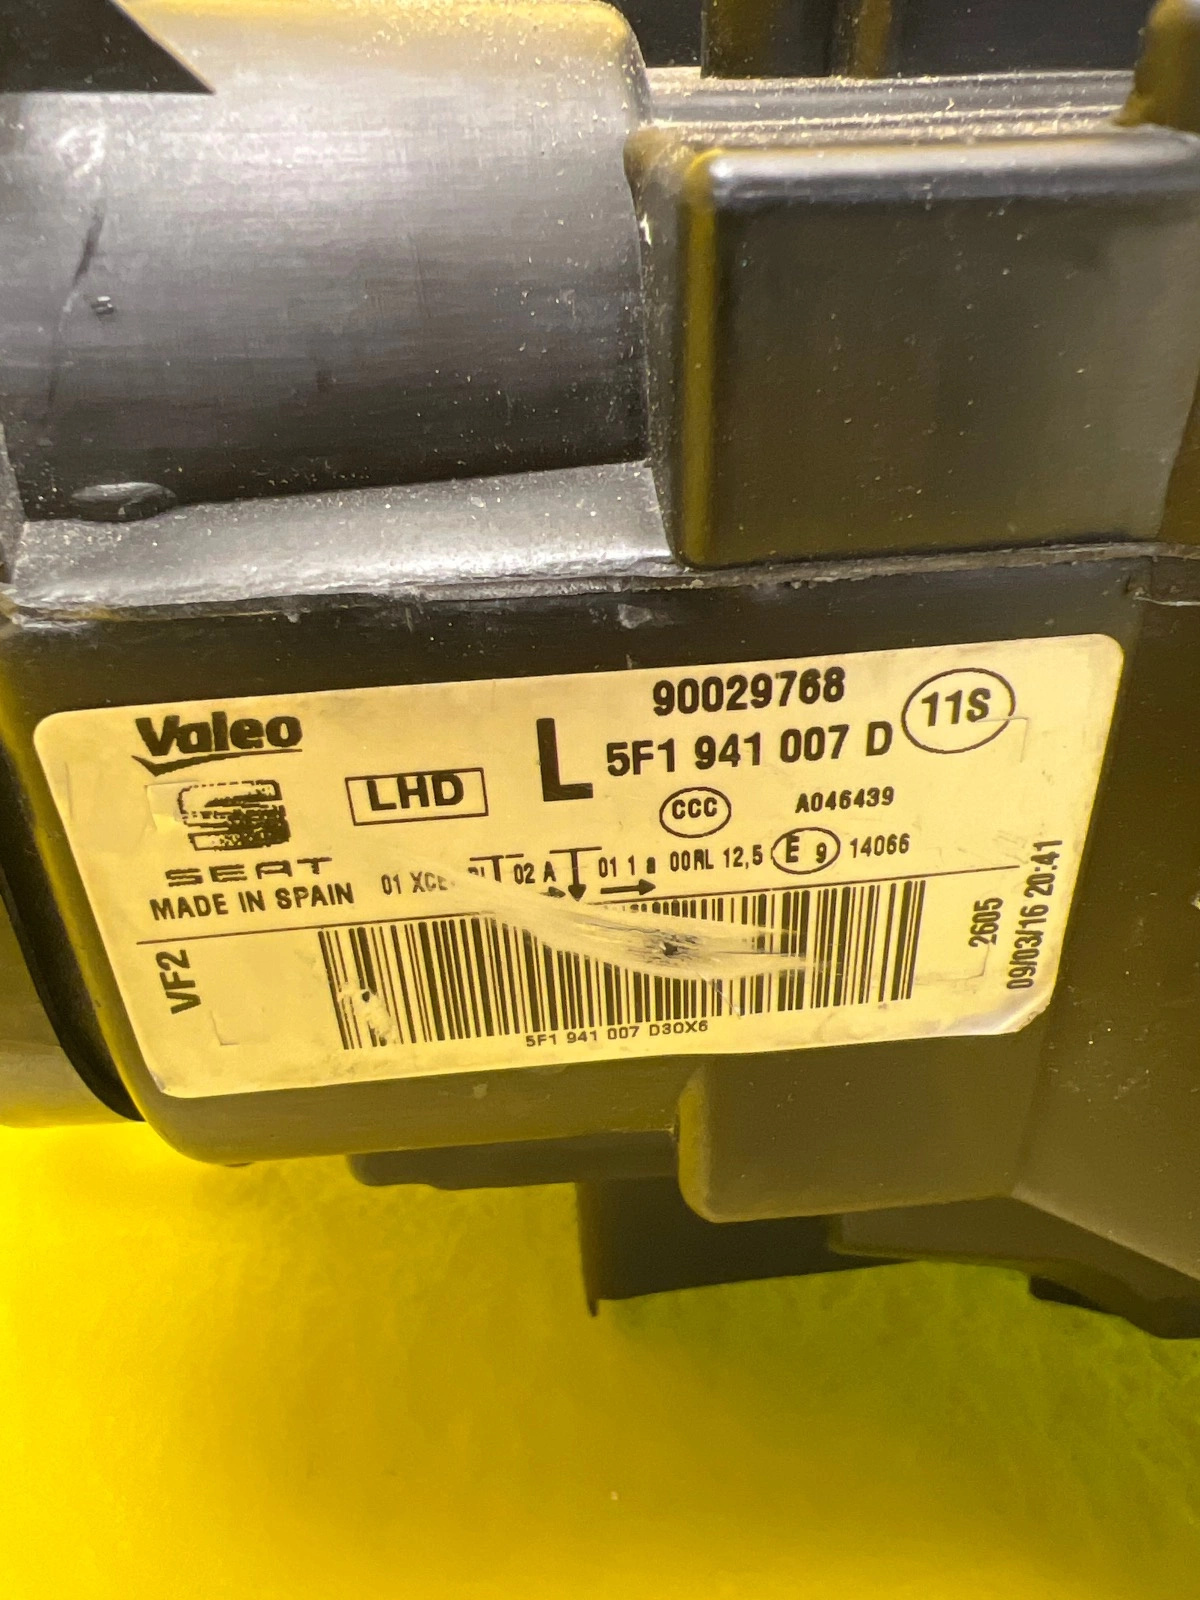 Valeo
SEAT
MADE IN SPAIN
LHD
L
90029768
5F1 941 007 D
11S
CCC
A046439
01 02 A 01 1 a 00RL 12,5 E 9 14066
VF2
5F1 941 007 D30X6
2605
09/03/16 20:41